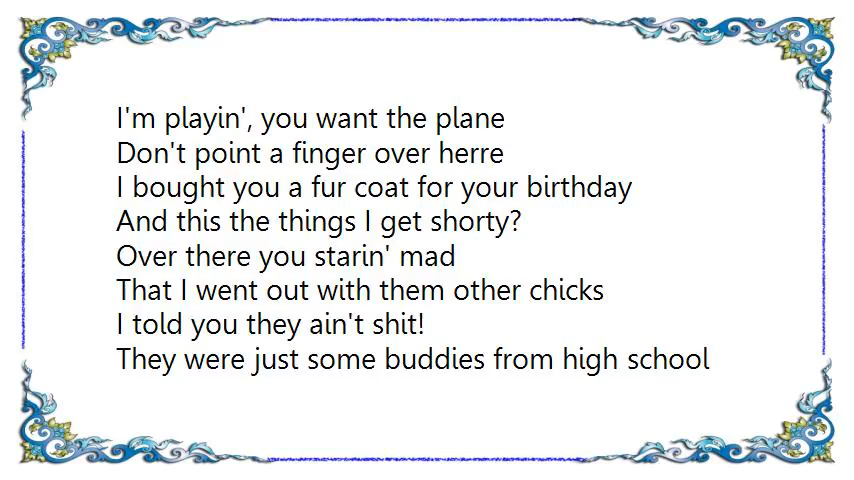 I'm playin', you want the plane
Don't point a finger over herre
I bought you a fur coat for your birthday
And this the things I get shorty?
Over there you starin' mad
That I went out with them other chicks
I told you they ain't shit!
They were just some buddies from high school